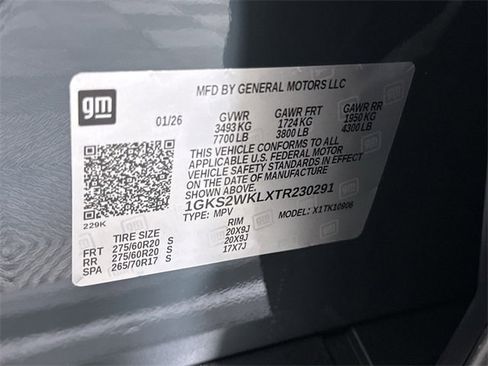 gm
MFD BY GENERAL MOTORS LLC
01/26 GVWR GAWR FRT GAWR RR
3493 KG 1724 KG 1950 KG
7700 LB 3800 LB 4300 LB
THIS VEHICLE CONFORMS TO ALL
APPLICABLE U.S. FEDERAL MOTOR
VEHICLE SAFETY STANDARDS IN EFFECT
ON THE DATE OF MANUFACTURE
SHOWN ABOVE.
1GKS2WKLXTR230291
229K TYPE: MPV MODEL: X1TK10906
TIRE SIZE RIM
FRT 275/60R20 S 20X9J
RR 275/60R20 S 20X9J
SPA 265/70R17 S 17X7J